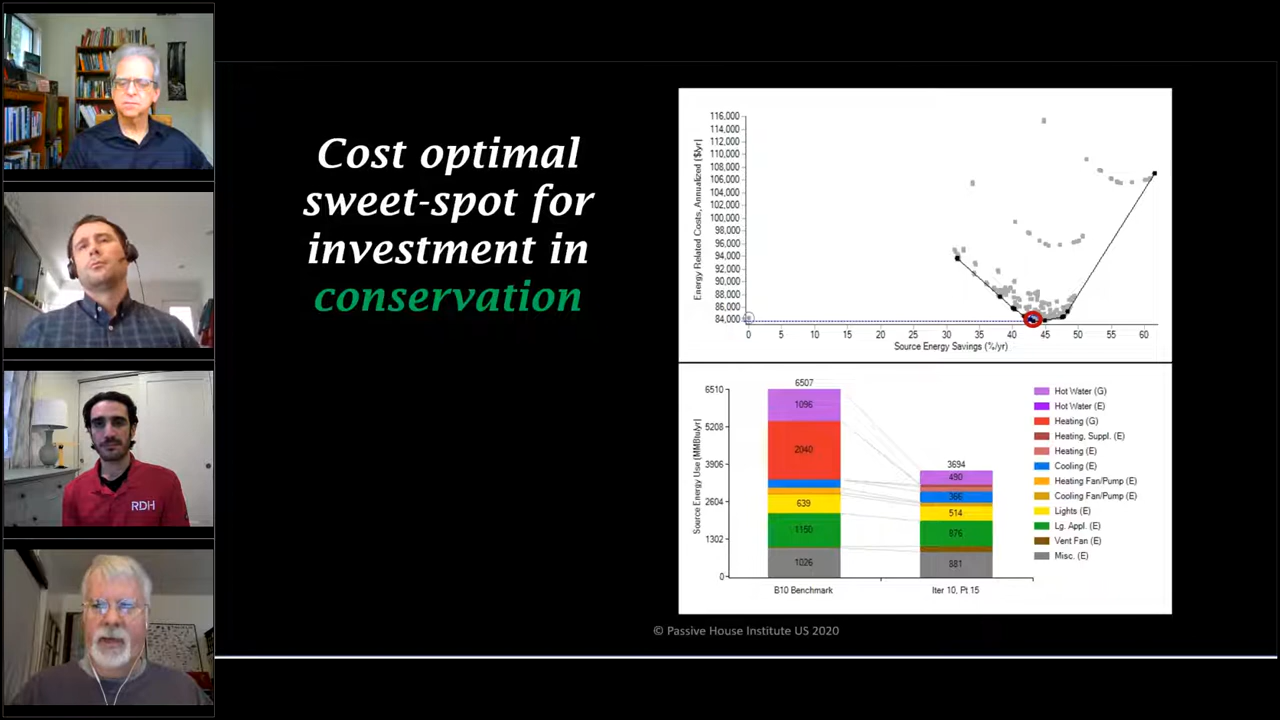 Cost optimal
sweet-spot for
investment in
conservation
116,000
114,000
112,000
110,000
108,000
106,000
104,000
102,000
100,000
98,000
96,000
94,000
92,000
90,000
88,000
86,000
84,000
Energy Related Costs, Annualized [$/yr]
0 5 10 15 20 25 30 35 40 45 50 55 60
Source Energy Savings (%/yr)
6510
5208
3906
2604
1302
0
Source Energy Use (MMBtu/yr)
6507
1096
2040
639
1150
1026
B10 Benchmark
3694
490
366
514
876
881
Iter 10, Pt 15
Hot Water (G)
Hot Water (E)
Heating (G)
Heating, Suppl. (E)
Heating (E)
Cooling (E)
Heating Fan/Pump (E)
Cooling Fan/Pump (E)
Lights (E)
Lg. Appl. (E)
Vent Fan (E)
Misc. (E)
© Passive House Institute US 2020
RDH